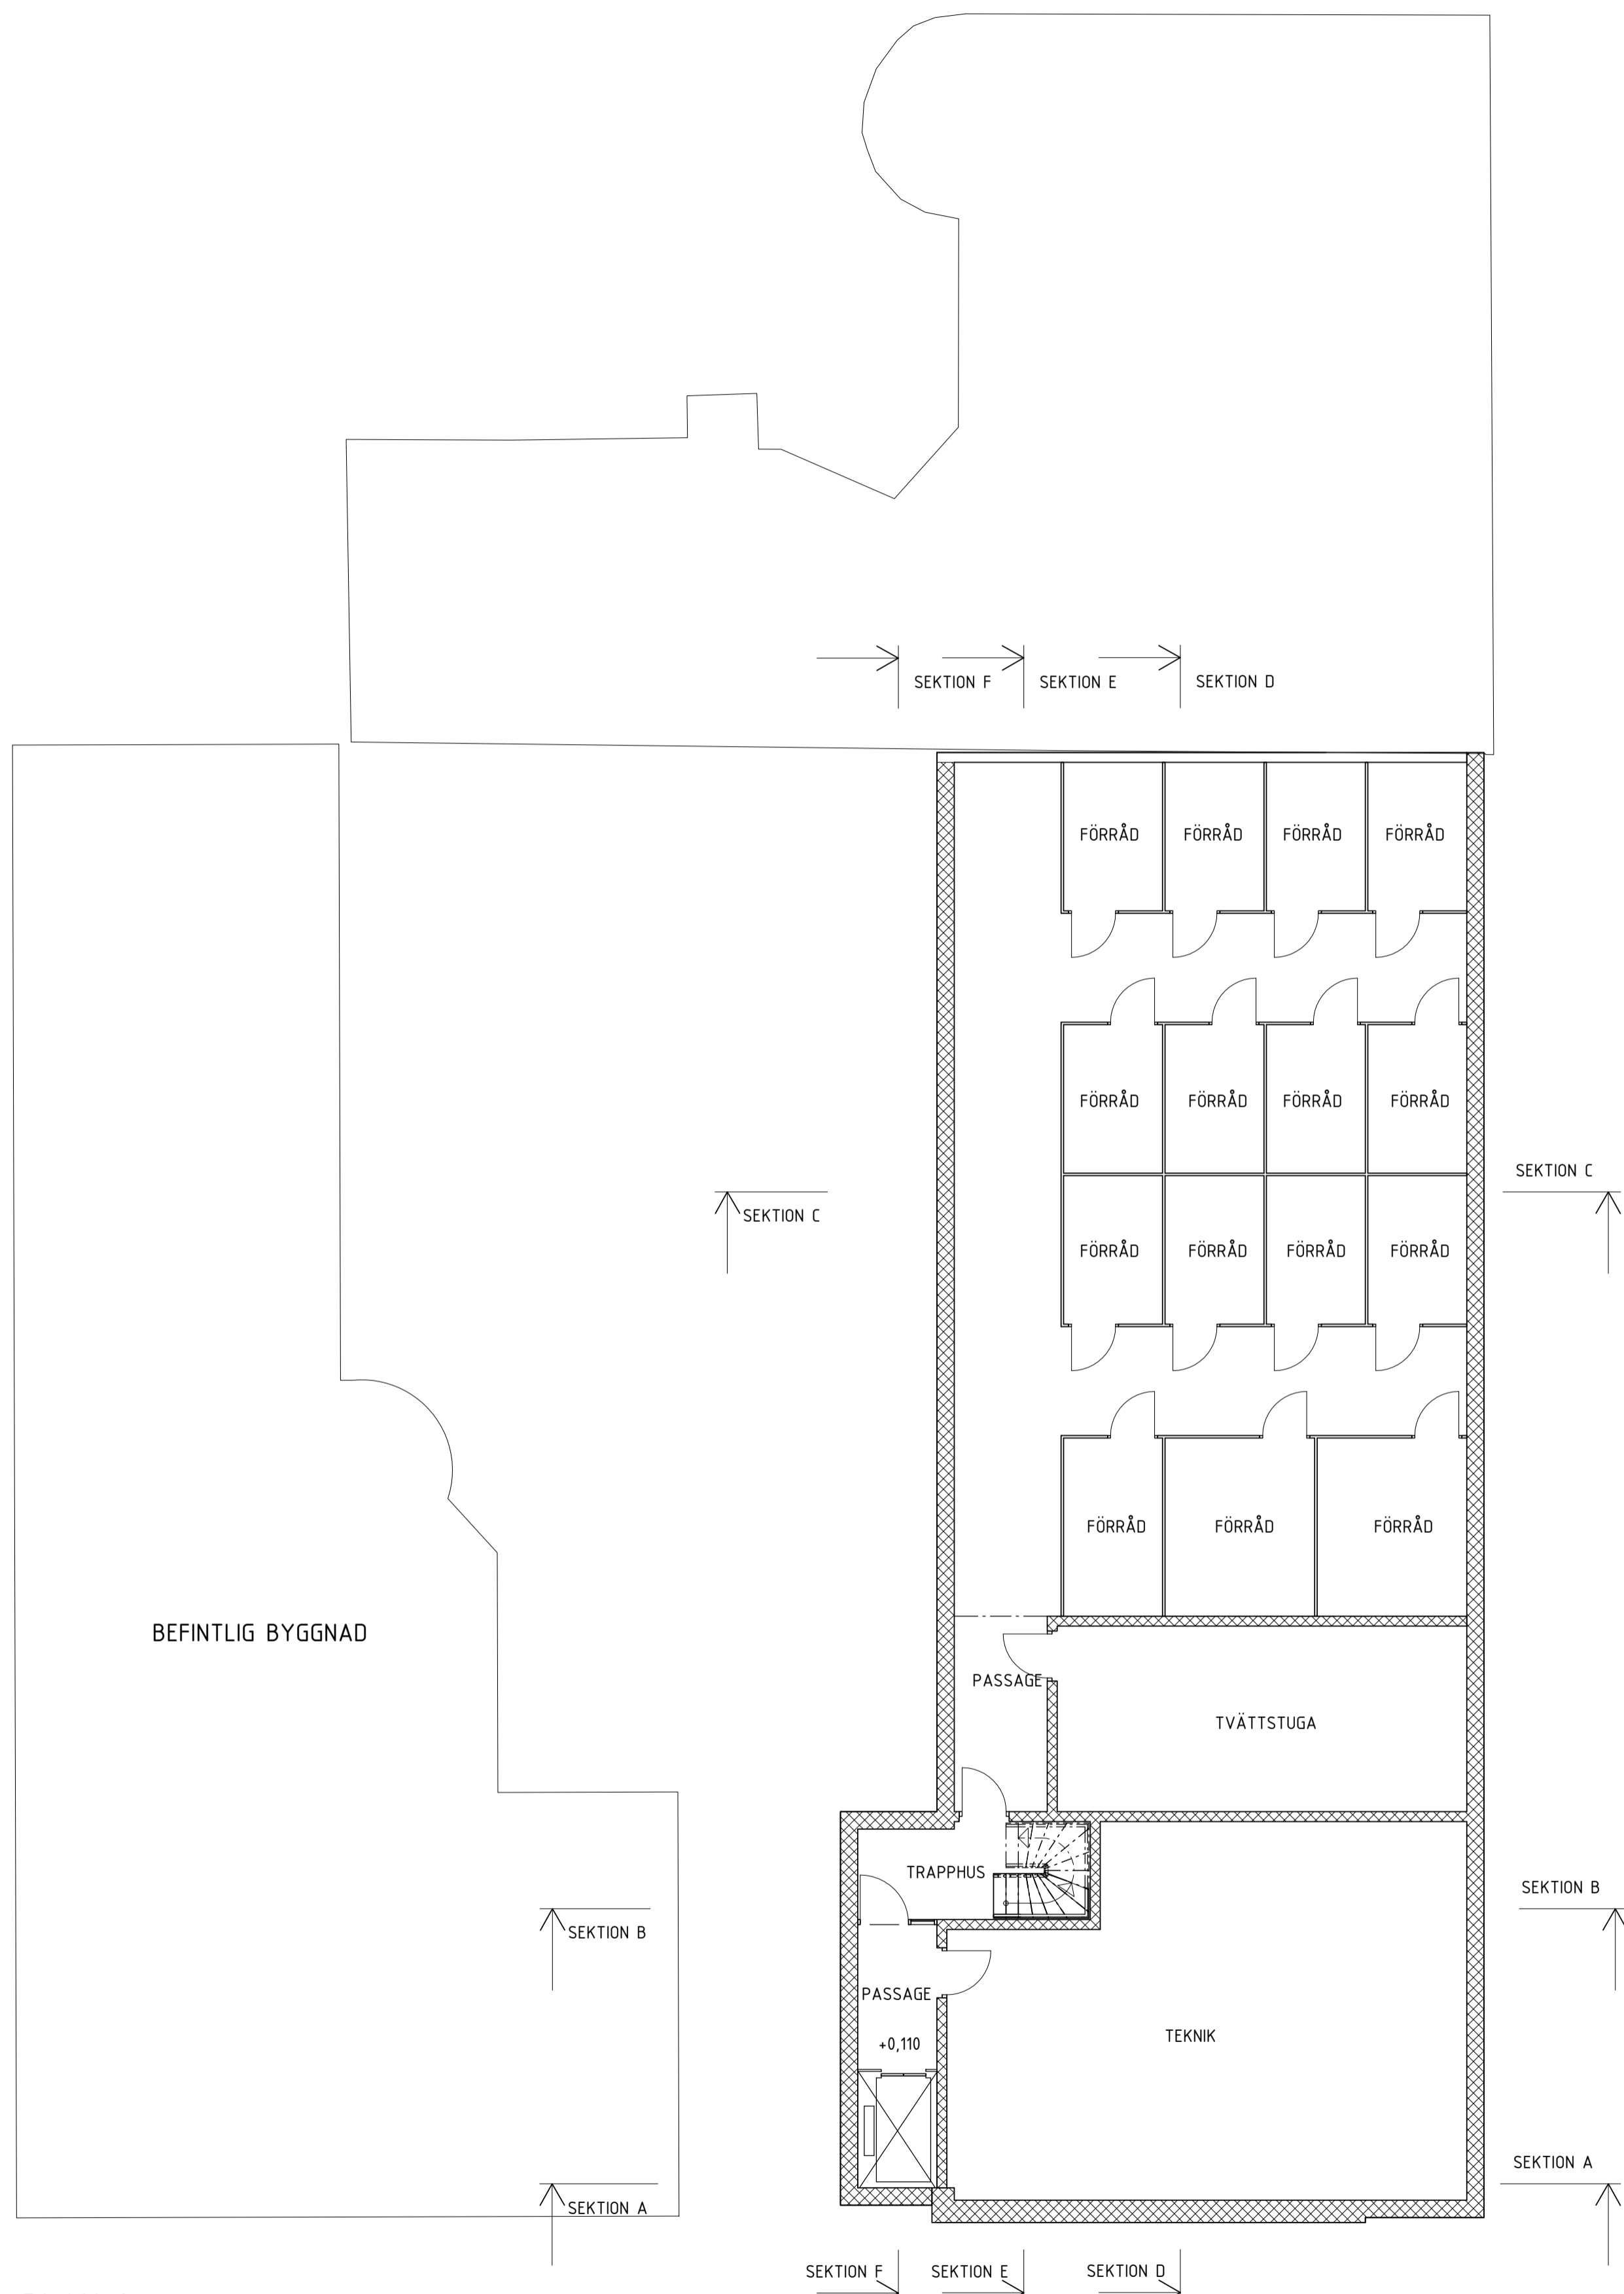 SEKTION F SEKTION E SEKTION D
FÖRRÅD FÖRRÅD FÖRRÅD FÖRRÅD
FÖRRÅD FÖRRÅD FÖRRÅD FÖRRÅD
SEKTION C
SEKTION C
FÖRRÅD FÖRRÅD FÖRRÅD FÖRRÅD
FÖRRÅD FÖRRÅD FÖRRÅD
BEFINTLIG BYGGNAD
PASSAGE
TVÄTTSTUGA
TRAPPHUS
SEKTION B
SEKTION B
PASSAGE
TEKNIK
+0,110
SEKTION A
SEKTION A
SEKTION F SEKTION E SEKTION D